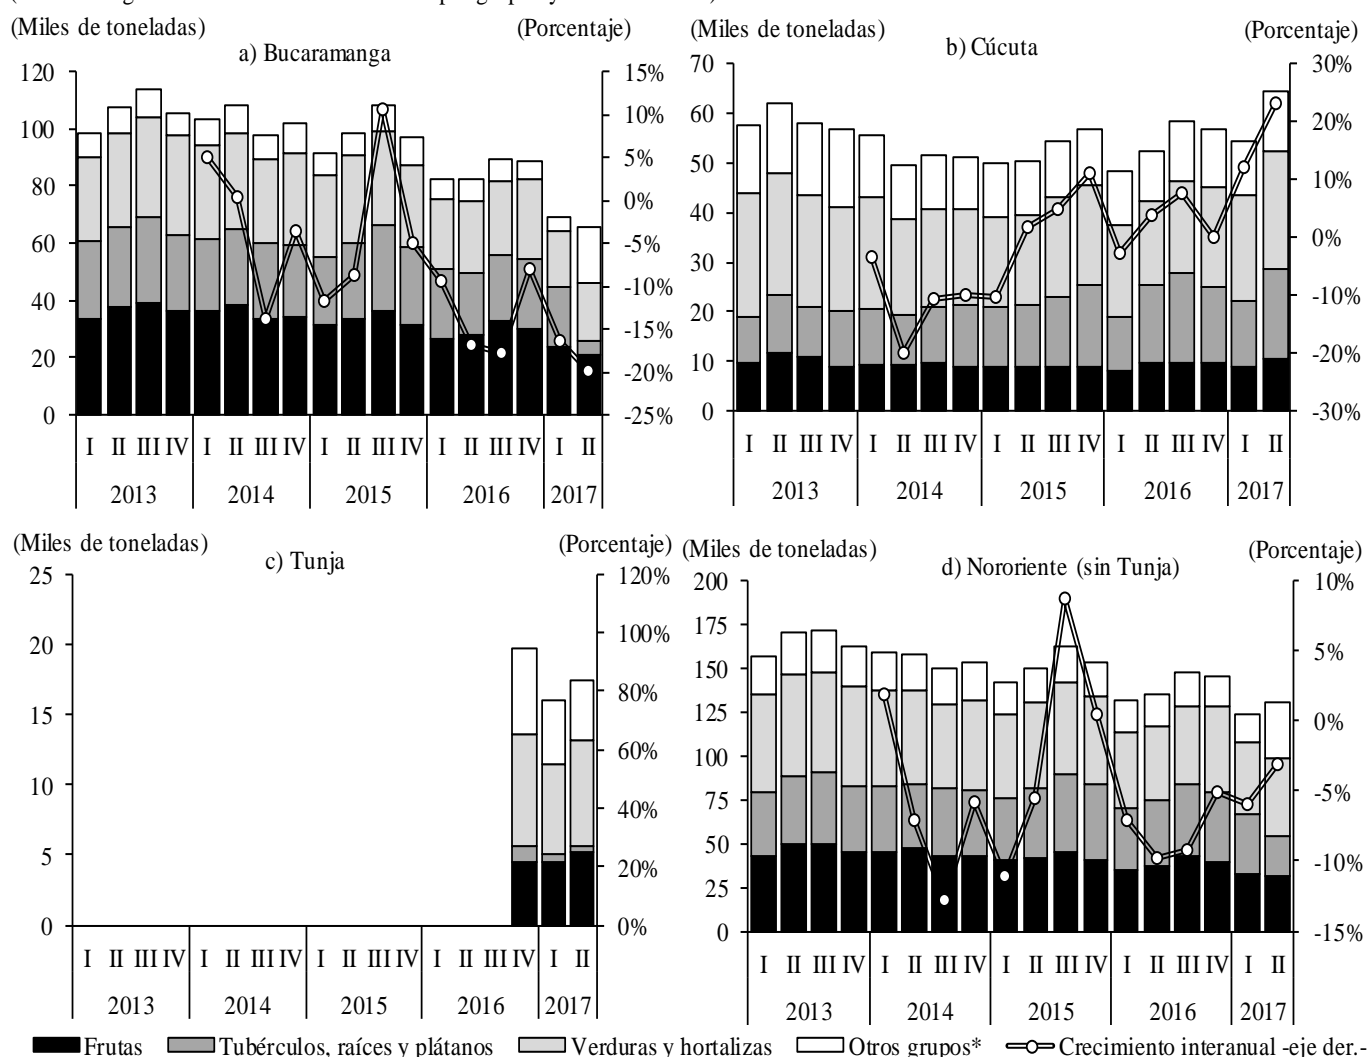 (Miles de toneladas) (Porcentaje)
a) Bucaramanga
120 15%
100 10%
80 5%
60 0%
40 -5%
20 -10%
0 -15%
-20%
-25%
I II III IV I II III IV I II III IV I II III IV I II
2013 2014 2015 2016 2017
(Miles de toneladas) (Porcentaje)
b) Cúcuta
70 30%
60 20%
50 10%
40 0%
30 -10%
20 -20%
10 -30%
0
I II III IV I II III IV I II III IV I II III IV I II
2013 2014 2015 2016 2017
(Miles de toneladas) (Porcentaje)
c) Tunja
25 120%
20 100%
15 80%
10 60%
5 40%
0 20%
0%
I II III IV I II III IV I II III IV I II III IV I II
2013 2014 2015 2016 2017
(Miles de toneladas) (Porcentaje)
d) Nororiente (sin Tunja)
200 10%
175 5%
150 0%
125 -5%
100 -10%
75 -15%
50
25
0
I II III IV I II III IV I II III IV I II III IV I II
2013 2014 2015 2016 2017
Frutas Tubérculos, raíces y plátanos Verduras y hortalizas Otros grupos* Crecimiento interanual -eje der.-